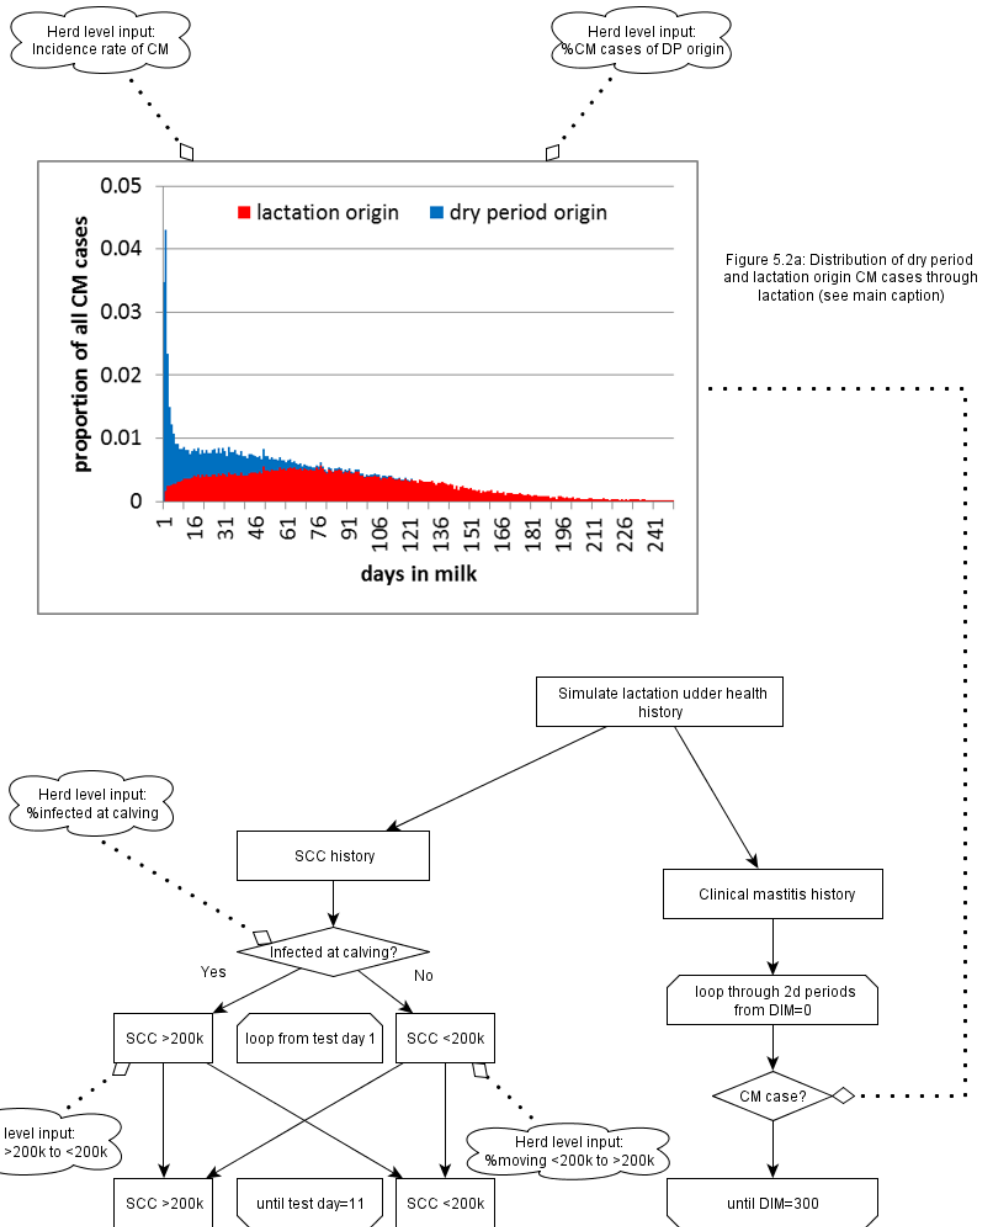 Herd level input:
Incidence rate of CM
Herd level input:
%CM cases of DP origin
0.05
0.04
0.03
0.02
0.01
0
proportion of all CM cases
lactation origin
dry period origin
1
16
31
46
61
76
91
106
121
136
151
166
181
196
211
226
241
days in milk
Figure 5.2a: Distribution of dry period
and lactation origin CM cases through
lactation (see main caption)
Simulate lactation udder health
history
Herd level input:
%infected at calving
SCC history
Clinical mastitis history
Infected at calving?
Yes
No
loop through 2d periods
from DIM=0
SCC >200k
loop from test day 1
SCC <200k
CM case?
level input:
>200k to <200k
Herd level input:
%moving <200k to >200k
SCC >200k
until test day=11
SCC <200k
until DIM=300